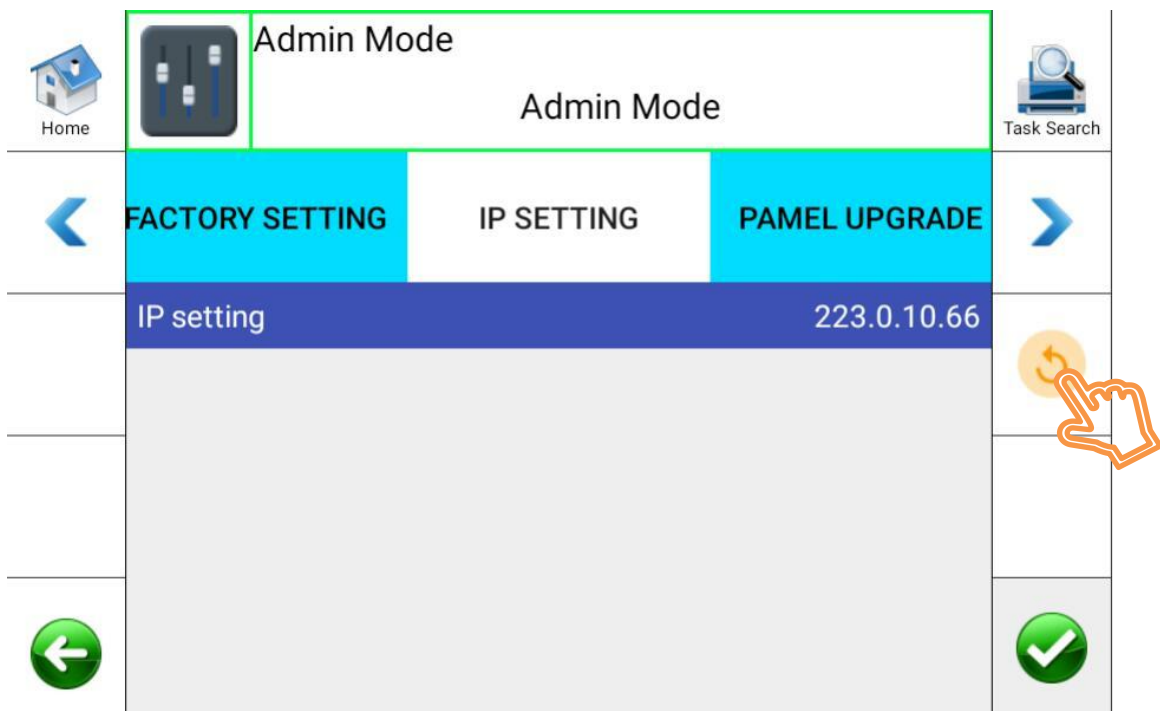 Admin Mode
Admin Mode
Home
Task Search
FACTORY SETTING
IP SETTING
PAMEL UPGRADE
IP setting 223.0.10.66